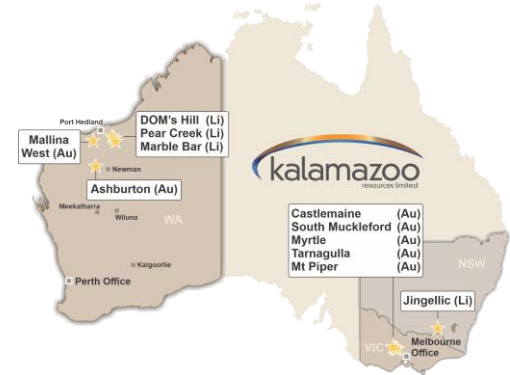 Port Hedland
DOM's Hill (Li)
Pear Creek (Li)
Marble Bar (Li)
Mallina
West (Au)
Newman
Ashburton (Au)
Meekatharra
Wiluna
WA
Kalgoorlie
Perth Office
kalamazoo
resources limited
Castlemaine (Au)
South Muckleford (Au)
Myrtle (Au)
Tarnagulla (Au)
Mt Piper (Au)
NSW
Jingellic (Li)
VIC
Melbourne
Office